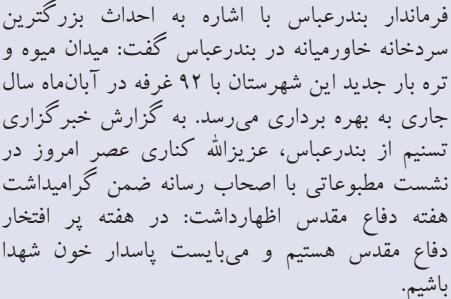 فرماندار بندرعباس با اشاره به احداث بزرگترین
سردخانه خاورمیانه در بندرعباس گفت: میدان میوه و
تره بار جدید این شهرستان با ۹۲ غرفه در آبان‌ماه سال
جاری به بهره برداری می‌رسد. به گزارش خبرگزاری
تسنیم از بندرعباس، عزیزالله کناری عصر امروز در
نشست مطبوعاتی با اصحاب رسانه ضمن گرامیداشت
هفته دفاع مقدس اظهارداشت: در هفته پر افتخار
دفاع مقدس هستیم و می‌بایست پاسدار خون شهدا
باشیم.